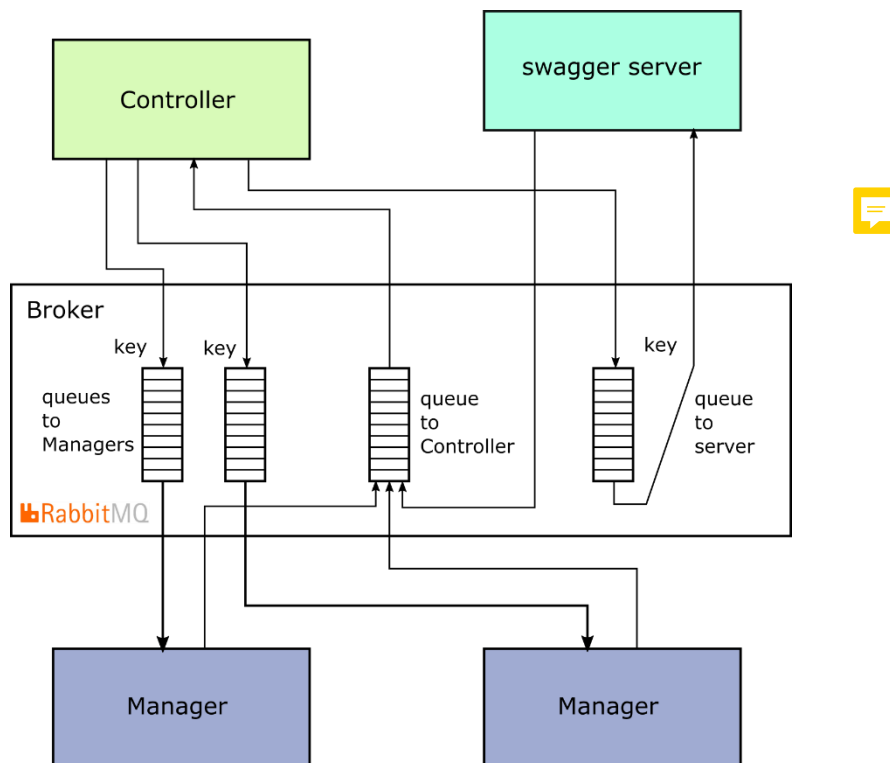 Controller
swagger server
Broker
key
key
key
queues
to
Managers
queue
to
Controller
queue
to
server
RabbitMQ
Manager
Manager